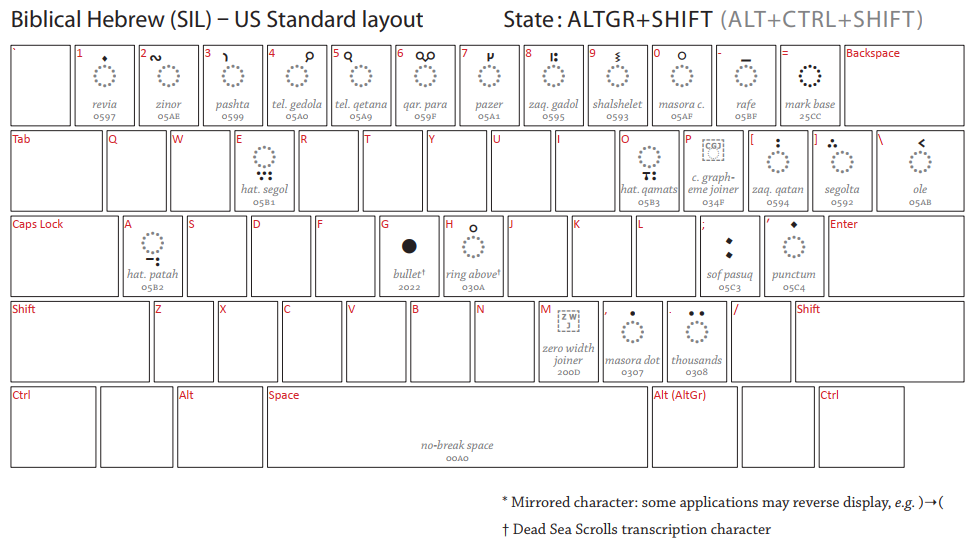 Biblical Hebrew (SIL) – US Standard layout State: ALTGR+SHIFT (ALT+CTRL+SHIFT)
` 1 2 3 4 5 6 7 8 9 0 - = Backspace
revia zinor pashta tel. gedola tel. qetana qar. para pazer zaq. gadol shalshelet masora c. rafe mark base
0597 05AE 0599 05A0 05A9 059F 05A1 0595 0593 05AF 05BF 25CC
Tab Q W E R T Y U I O P [ ] \
CGJ
hat. segol hat. qamats c. graph-
eme joiner zaq. qatan segolta ole
05B1 05B3 034F 0594 0592 05AB
Caps Lock A S D F G H J K L ; ' Enter
hat. patah bullet† ring above† sof pasuq punctum
05B2 2022 030A 05C3 05C4
Shift Z X C V B N M , . / Shift
Z W
J
zero width
joiner masora dot thousands
200D 0307 0308
Ctrl Alt Space Alt (AltGr) Ctrl
no-break space
00A0
* Mirrored character: some applications may reverse display, e.g. )→(
† Dead Sea Scrolls transcription character